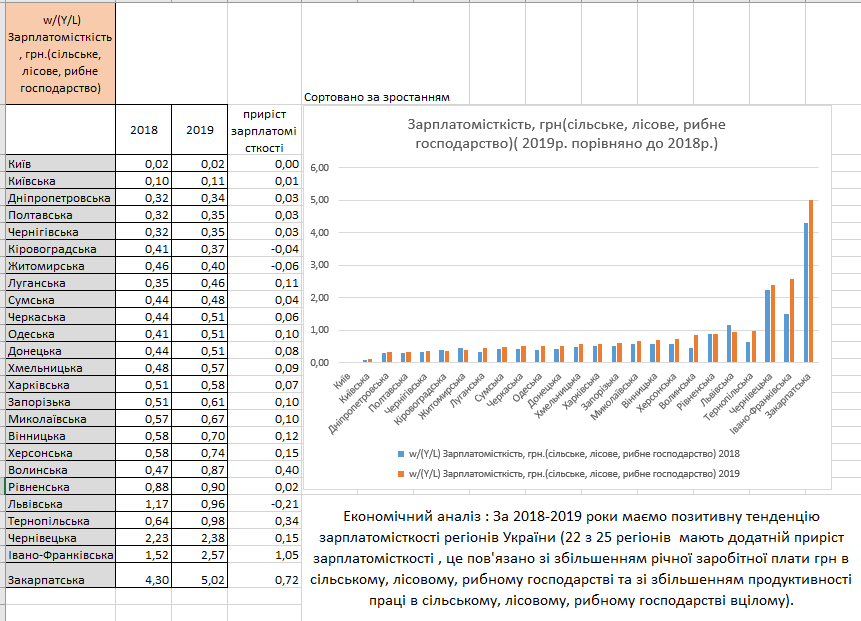 w/(Y/L)
Зарплатомісткість
, грн.(сільське,
лісове, рибне
господарство)
Сортовано за зростанням
2018 2019 приріст
зарплатомі
сткості
Київ 0,02 0,02 0,00
Київська 0,10 0,11 0,01
Дніпропетровська 0,32 0,34 0,03
Полтавська 0,32 0,35 0,03
Чернігівська 0,32 0,35 0,03
Кіровоградська 0,41 0,37 -0,04
Житомирська 0,46 0,40 -0,06
Луганська 0,35 0,46 0,11
Сумська 0,44 0,48 0,04
Черкаська 0,44 0,51 0,06
Одеська 0,41 0,51 0,10
Донецька 0,44 0,51 0,08
Хмельницька 0,48 0,57 0,09
Харківська 0,51 0,58 0,07
Запорізька 0,51 0,61 0,10
Миколаївська 0,57 0,67 0,10
Вінницька 0,58 0,70 0,12
Херсонська 0,58 0,74 0,15
Волинська 0,47 0,87 0,40
Рівненська 0,88 0,90 0,02
Львівська 1,17 0,96 -0,21
Тернопільська 0,64 0,98 0,34
Чернівецька 2,23 2,38 0,15
Івано-Франківська 1,52 2,57 1,05
Закарпатська 4,30 5,02 0,72
Зарплатомісткість, грн(сільське, лісове, рибне
господарство)( 2019р. порівняно до 2018р.)
6,00
5,00
4,00
3,00
2,00
1,00
0,00
Київ
Київська
Дніпропетровська
Полтавська
Чернігівська
Кіровоградська
Житомирська
Луганська
Сумська
Черкаська
Одеська
Донецька
Хмельницька
Харківська
Запорізька
Миколаївська
Вінницька
Херсонська
Волинська
Рівненська
Львівська
Тернопільська
Чернівецька
Івано-Франківська
Закарпатська
w/(Y/L) Зарплатомісткість, грн.(сільське, лісове, рибне господарство) 2018
w/(Y/L) Зарплатомісткість, грн.(сільське, лісове, рибне господарство) 2019
Економічний аналіз : За 2018-2019 роки маємо позитивну тенденцію
зарплатомісткості регіонів України (22 з 25 регіонів мають додатній приріст
зарплатомісткості , це пов'язано зі збільшенням річної заробітної плати грн в
сільському, лісовому, рибному господарстві та зі збільшенням продуктивності
праці в сільському, лісовому, рибному господарстві вцілому).